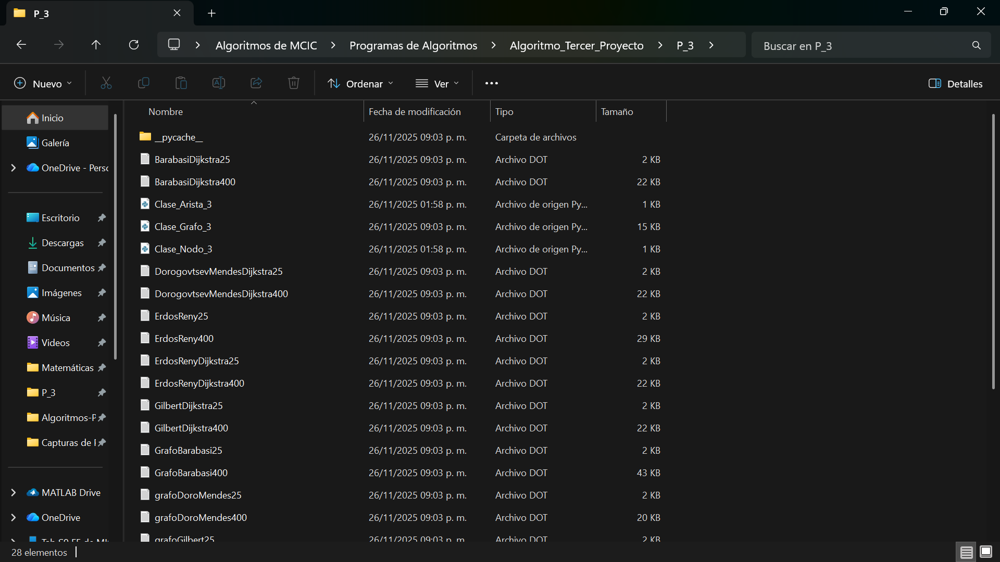 P_3
Algoritmos de MCIC > Programas de Algoritmos > Algoritmo_Tercer_Proyecto > P_3 >
Buscar en P_3
Nuevo
Ordenar
Ver
Detalles
Inicio
Galería
OneDrive - Perso
Escritorio
Descargas
Documentos
Imágenes
Música
Videos
Matemáticas
P_3
Algoritmos-P
Capturas de
MATLAB Drive
OneDrive
Nombre Fecha de modificación Tipo Tamaño
__pycache__ 26/11/2025 09:03 p. m. Carpeta de archivos
BarabasiDijkstra25 26/11/2025 09:03 p. m. Archivo DOT 2 KB
BarabasiDijkstra400 26/11/2025 09:03 p. m. Archivo DOT 22 KB
Clase_Arista_3 26/11/2025 01:58 p. m. Archivo de origen Py... 1 KB
Clase_Grafo_3 26/11/2025 09:03 p. m. Archivo de origen Py... 15 KB
Clase_Nodo_3 26/11/2025 01:58 p. m. Archivo de origen Py... 1 KB
DorogovtsevMendesDijkstra25 26/11/2025 09:03 p. m. Archivo DOT 2 KB
DorogovtsevMendesDijkstra400 26/11/2025 09:03 p. m. Archivo DOT 22 KB
ErdosReny25 26/11/2025 09:03 p. m. Archivo DOT 2 KB
ErdosReny400 26/11/2025 09:03 p. m. Archivo DOT 29 KB
ErdosRenyDijkstra25 26/11/2025 09:03 p. m. Archivo DOT 2 KB
ErdosRenyDijkstra400 26/11/2025 09:03 p. m. Archivo DOT 22 KB
GilbertDijkstra25 26/11/2025 09:03 p. m. Archivo DOT 2 KB
GilbertDijkstra400 26/11/2025 09:03 p. m. Archivo DOT 22 KB
GrafoBarabasi25 26/11/2025 09:03 p. m. Archivo DOT 2 KB
GrafoBarabasi400 26/11/2025 09:03 p. m. Archivo DOT 43 KB
grafoDoroMendes25 26/11/2025 09:03 p. m. Archivo DOT 2 KB
grafoDoroMendes400 26/11/2025 09:03 p. m. Archivo DOT 20 KB
grafoGilbert25 26/11/2025 09:03 p. m. Archivo DOT 2 KB
28 elementos